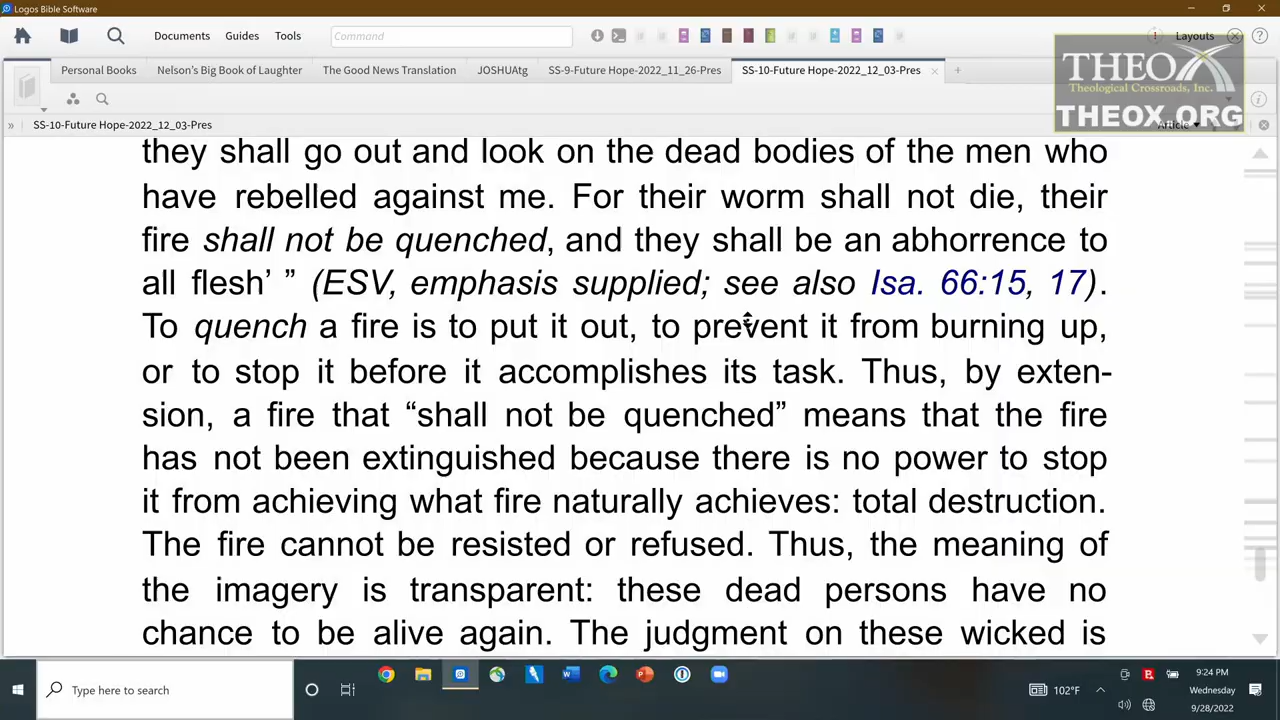 Logos Bible Software
Documents Guides Tools Command Layouts
Personal Books Nelson's Big Book of Laughter The Good News Translation JOSHUAtg SS-9-Future Hope-2022_11_26-Pres SS-10-Future Hope-2022_12_03-Pres
THEOX
Theological Crossroads, Inc.
THEOX.ORG
SS-10-Future Hope-2022_12_03-Pres Article
they shall go out and look on the dead bodies of the men who
have rebelled against me. For their worm shall not die, their
fire shall not be quenched, and they shall be an abhorrence to
all flesh’ ” (ESV, emphasis supplied; see also Isa. 66:15, 17).
To quench a fire is to put it out, to prevent it from burning up,
or to stop it before it accomplishes its task. Thus, by exten-
sion, a fire that “shall not be quenched” means that the fire
has not been extinguished because there is no power to stop
it from achieving what fire naturally achieves: total destruction.
The fire cannot be resisted or refused. Thus, the meaning of
the imagery is transparent: these dead persons have no
chance to be alive again. The judgment on these wicked is
Type here to search
102°F
9:24 PM
Wednesday
9/28/2022